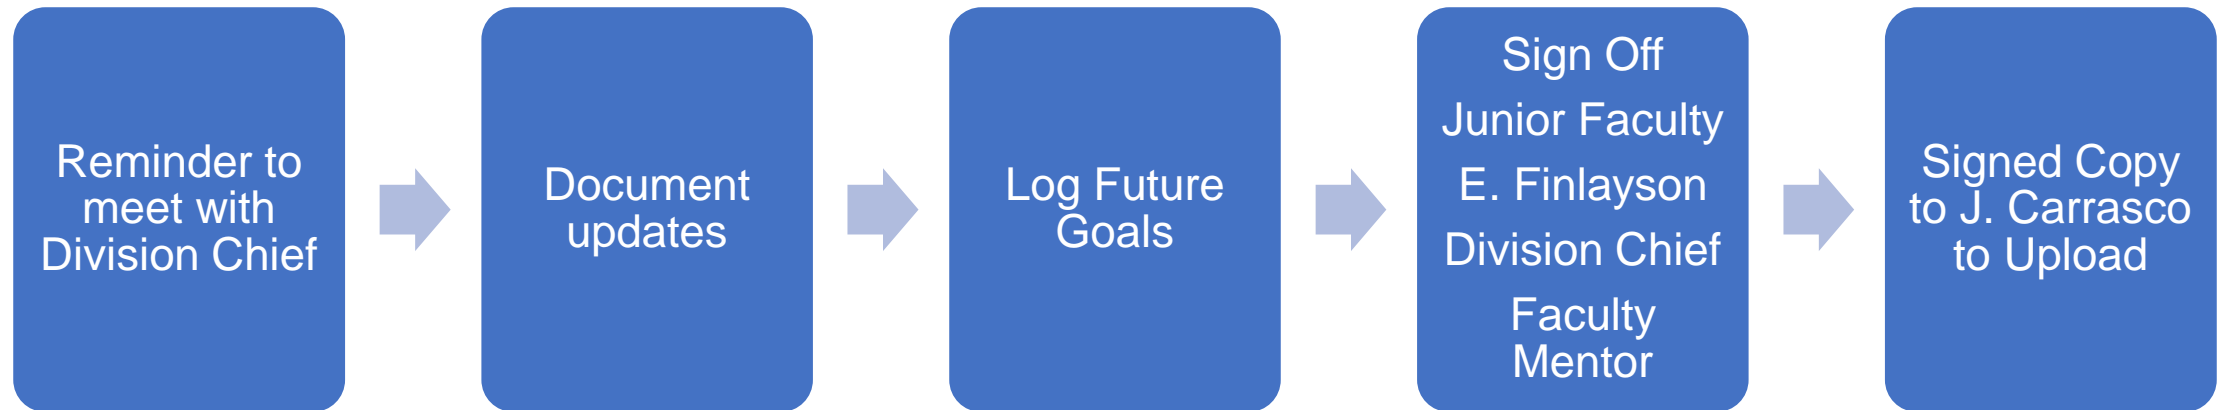 Reminder to
meet with
Division Chief
Document
updates
Log Future
Goals
Sign Off
Junior Faculty
E. Finlayson
Division Chief
Faculty
Mentor
Signed Copy
to J. Carrasco
to Upload